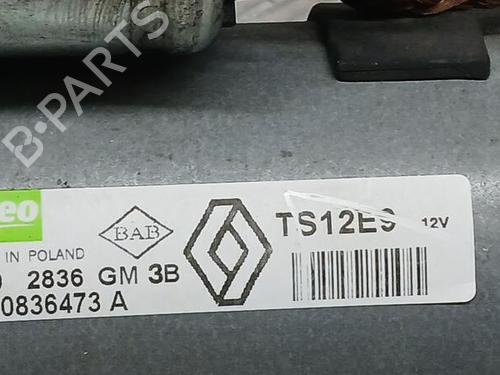 B-PARTS
eo
BAB
TS12E9 12V
IN POLAND
2836 GM 3B
0836473 A